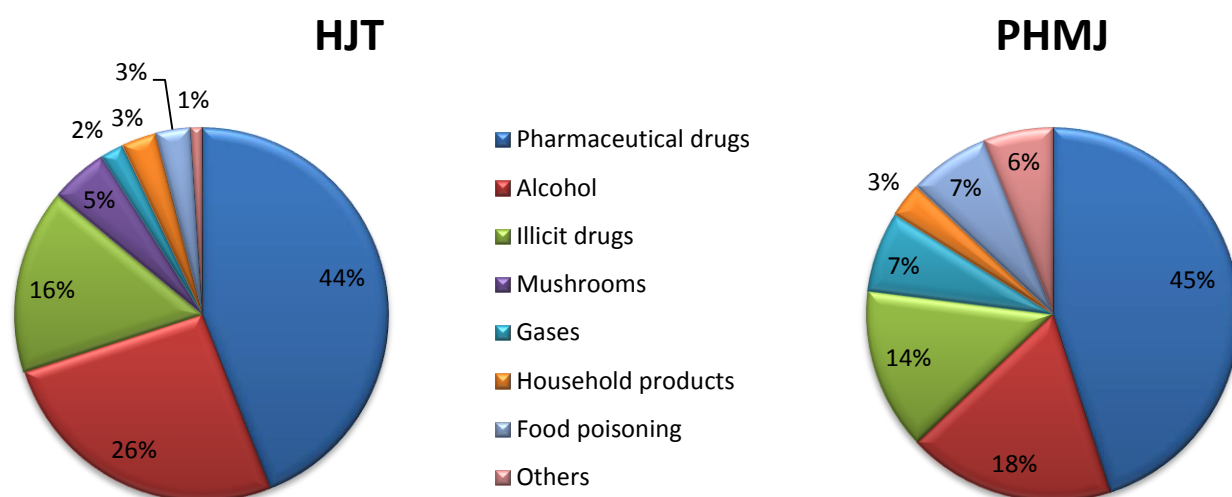 HJT
3%
1%
3%
2%
5%
16%
44%
26%
Pharmaceutical drugs
Alcohol
Illicit drugs
Mushrooms
Gases
Household products
Food poisoning
Others
PHMJ
6%
7%
3%
7%
45%
14%
18%